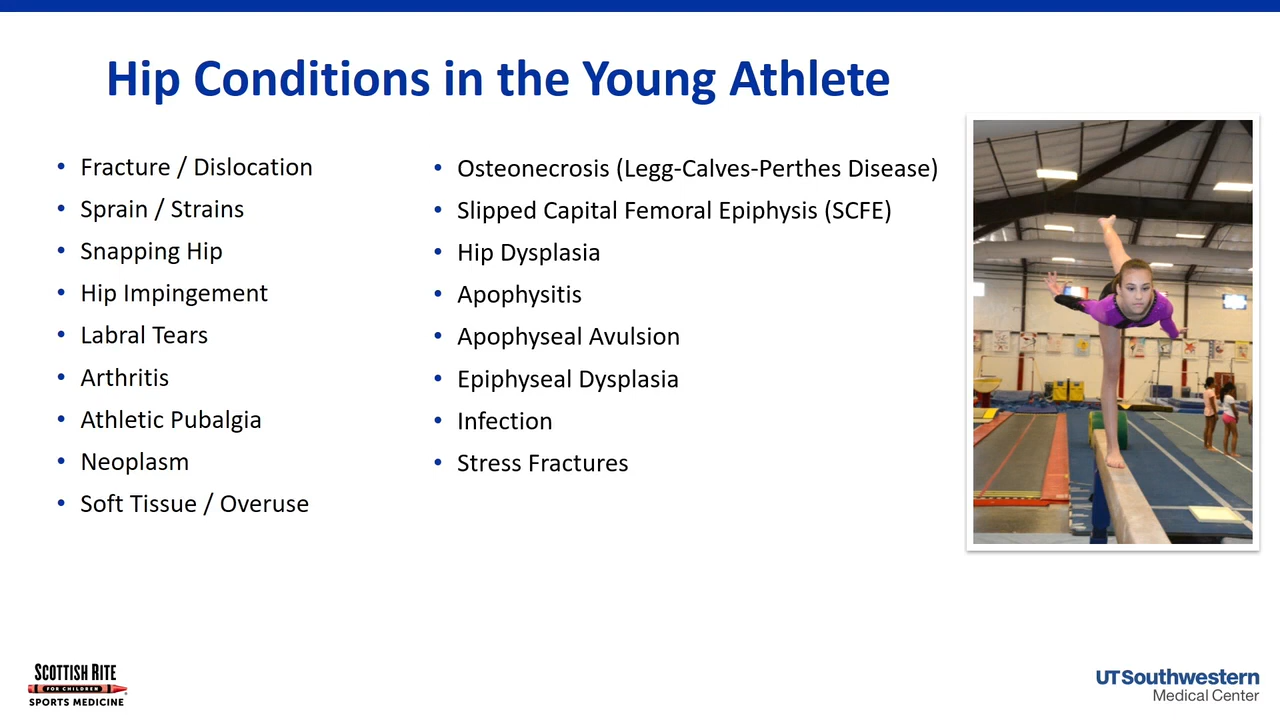 Hip Conditions in the Young Athlete
• Fracture / Dislocation
• Sprain / Strains
• Snapping Hip
• Hip Impingement
• Labral Tears
• Arthritis
• Athletic Pubalgia
• Neoplasm
• Soft Tissue / Overuse
• Osteonecrosis (Legg-Calves-Perthes Disease)
• Slipped Capital Femoral Epiphysis (SCFE)
• Hip Dysplasia
• Apophysitis
• Apophyseal Avulsion
• Epiphyseal Dysplasia
• Infection
• Stress Fractures
SCOTTISH RITE
FOR CHILDREN
SPORTS MEDICINE
UT Southwestern
Medical Center